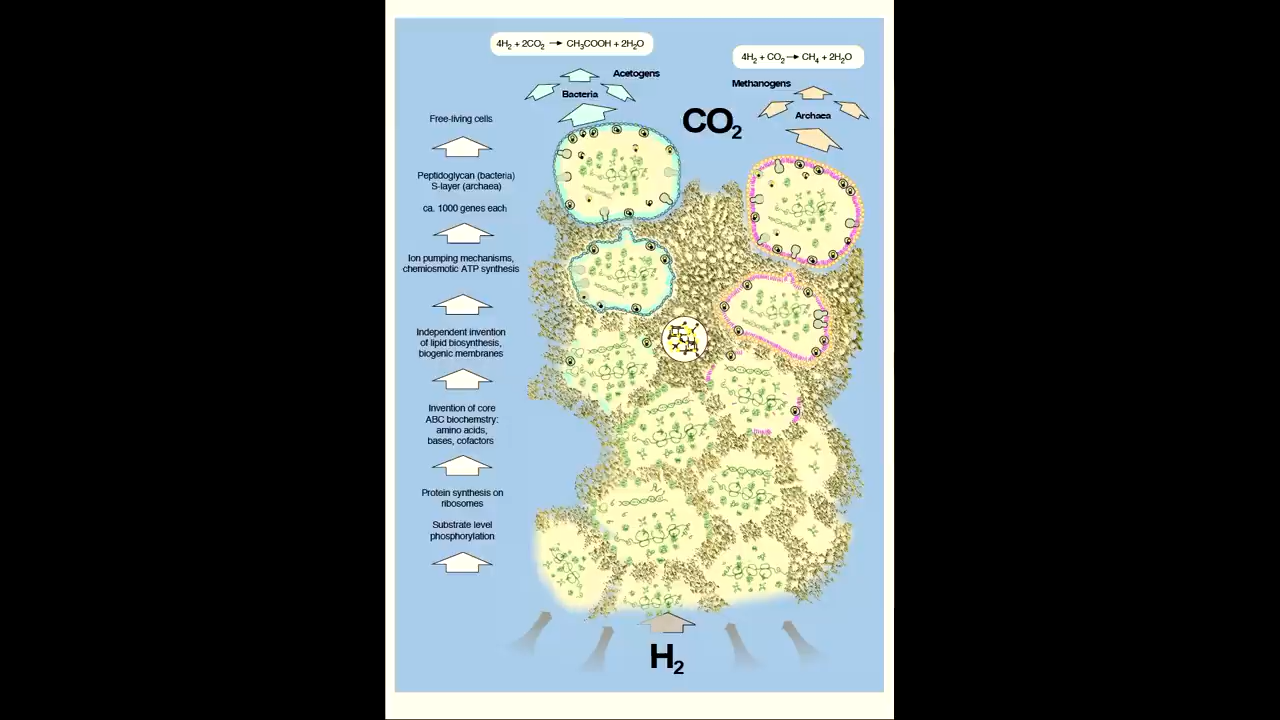 4H₂ + 2CO₂ → CH₃COOH + 2H₂O
4H₂ + CO₂ → CH₄ + 2H₂O
Acetogens
Bacteria
Methanogens
Archaea
CO₂
Free-living cells
Peptidoglycan (bacteria)
S-layer (archaea)
ca. 1000 genes each
Ion pumping mechanisms,
chemiosmotic ATP synthesis
Independent invention
of lipid biosynthesis,
biogenic membranes
Invention of core
ABC biochemstry:
amino acids,
bases, cofactors
Protein synthesis on
ribosomes
Substrate level
phosphorylation
H₂